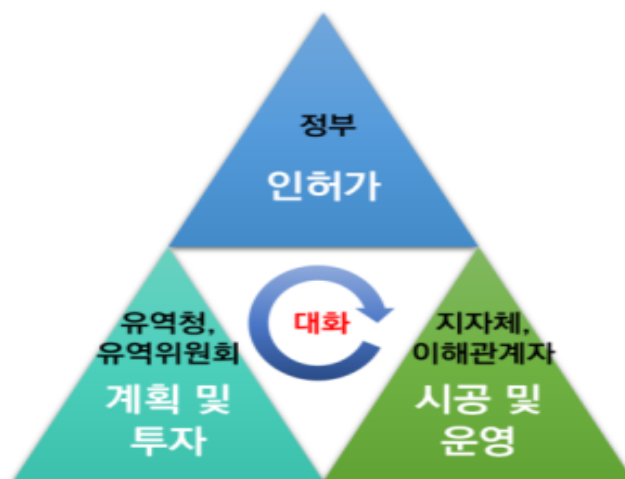 정부
인허가
유역청,
유역위원회
계획 및
투자
대화
지자체,
이해관계자
시공 및
운영